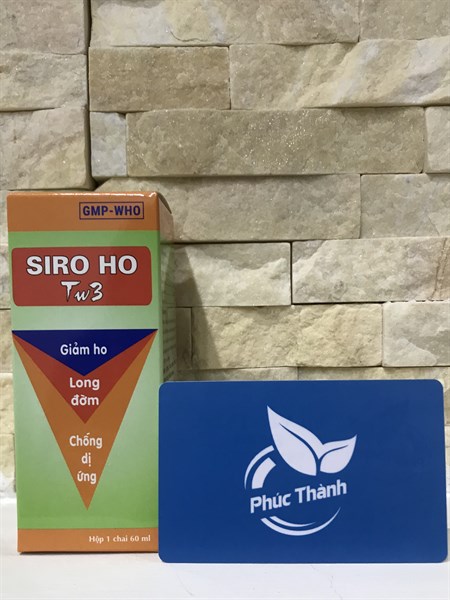 GMP-WHO
SIRO HO
Tw3
Giảm ho
Long
đờm
Chống
dị
ứng
Hộp 1 chai 60 ml
Phúc Thành